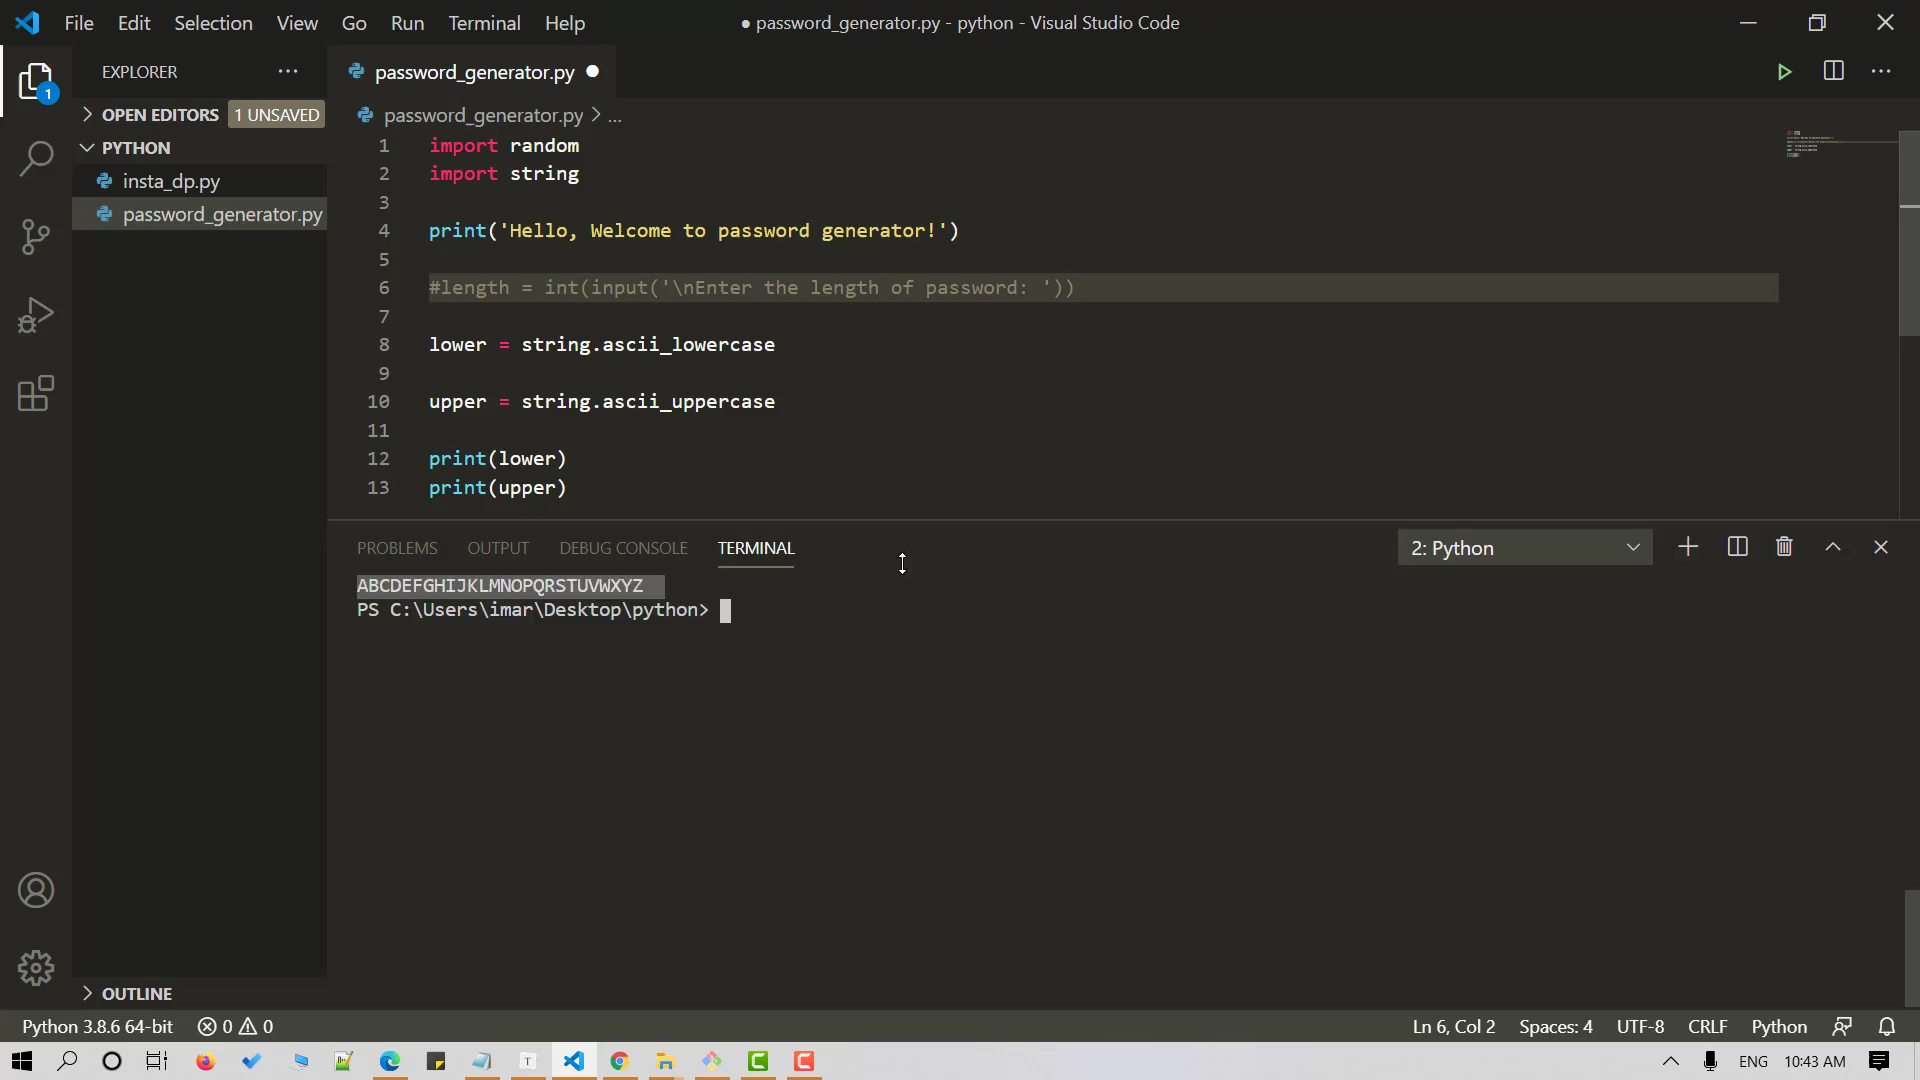 File Edit Selection View Go Run Terminal Help
● password_generator.py - python - Visual Studio Code
EXPLORER
password_generator.py
1
OPEN EDITORS 1 UNSAVED
password_generator.py > ...
PYTHON
insta_dp.py
password_generator.py
1 import random
2 import string
3
4 print('Hello, Welcome to password generator!')
5
6 #length = int(input('\nEnter the length of password: '))
7
8 lower = string.ascii_lowercase
9
10 upper = string.ascii_uppercase
11
12 print(lower)
13 print(upper)
PROBLEMS OUTPUT DEBUG CONSOLE TERMINAL
2: Python
ABCDEFGHIJKLMNOPQRSTUVWXYZ
PS C:\Users\imar\Desktop\python>
OUTLINE
Python 3.8.6 64-bit 0 0
Ln 6, Col 2 Spaces: 4 UTF-8 CRLF Python
T
ENG 10:43 AM